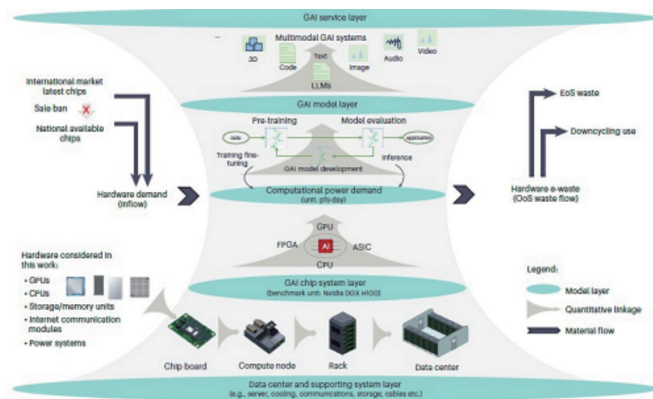 GAI service layer
Multimodal GAI systems
3D
Code
Text
Image
Audio
Video
LLMs
International market
latest chips
Sale ban
X
National available
chips
Hardware demand
(inflow)
GAI model layer
Pre-training
Model evaluation
Training fine-
tuning
GAI model development
Inference
Computational power demand
(unit: pfs-day)
EoS waste
Downcycling use
Hardware e-waste
(OoS waste flow)
GPU
FPGA
AI
ASIC
CPU
GAI chip system layer
(benchmark unit: Nvidia DGX H100)
Hardware considered in
this work:
• GPUs
• CPUs
• Storage/memory units
• Internet communication
modules
• Power systems
Chip board
Compute node
Rack
Data center
Legend:
Model layer
Quantitative linkage
Material flow
Data center and supporting system layer
(e.g., server, cooling, communications, storage, cables etc.)